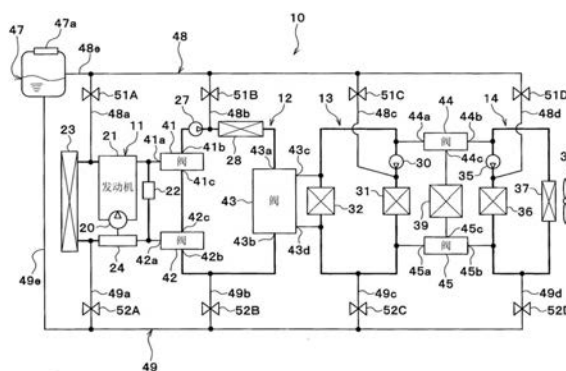 10
47a
47
48e
48
51A
51B
51C
51D
48a
27
48b
12
13
48c
44
14
48d
23
21
11
41a
41
41b
28
43a
43c
44a
阀
44b
44c
30
35
3
发动机
阀
41c
22
43
阀
31
32
39
36
37
20
42c
阀
45c
24
42a
42
42b
43b
43d
45a
阀
45
45b
49e
49a
49b
49c
49d
52A
52B
52C
52D
49